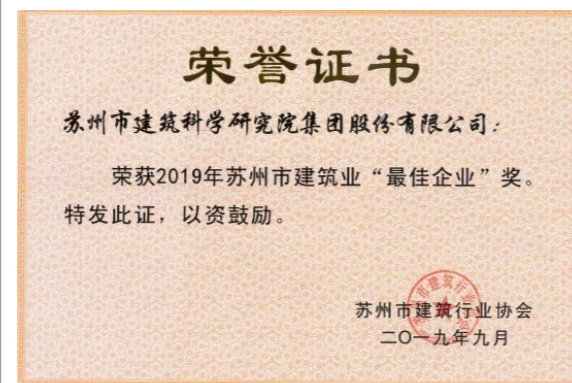 荣誉证书
苏州市建筑科学研究院集团股份有限公司：
荣获2019年苏州市建筑业“最佳企业”奖。
特发此证，以资鼓励。
苏州市建筑行业协会
二〇一九年九月